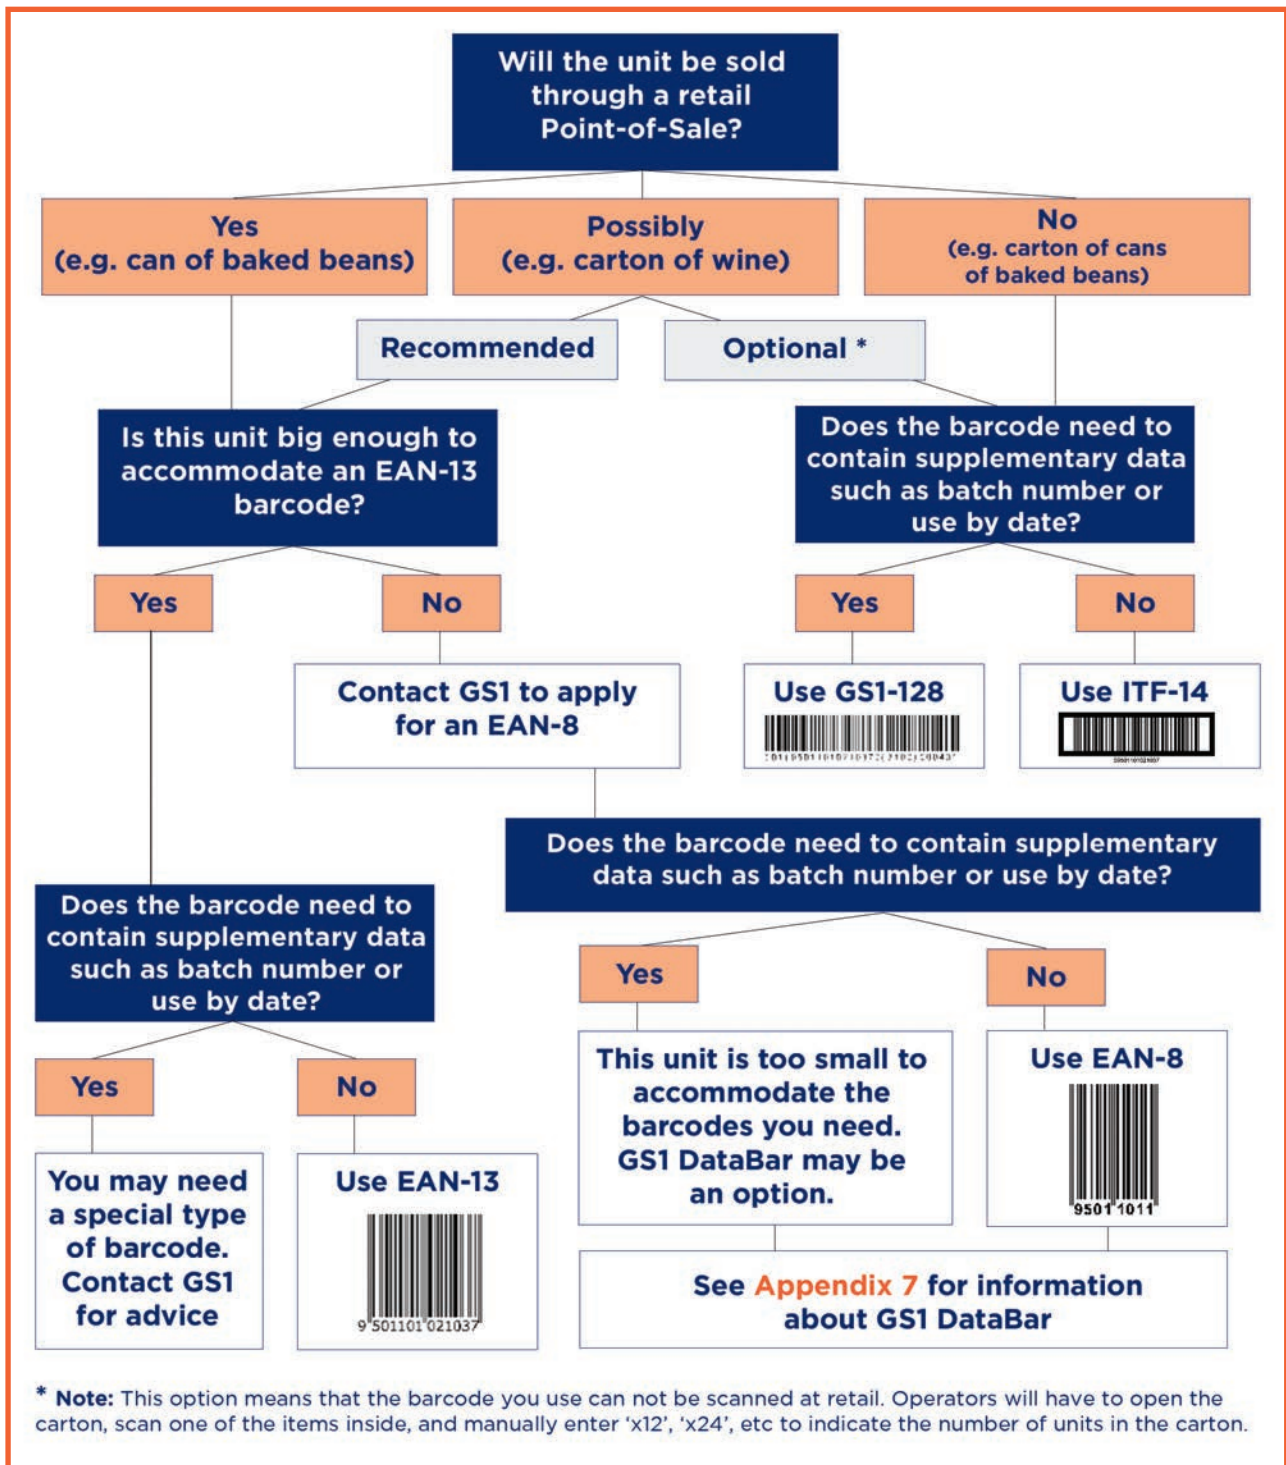 Will the unit be sold
through a retail
Point-of-Sale?
Yes
(e.g. can of baked beans)
Possibly
(e.g. carton of wine)
No
(e.g. carton of cans
of baked beans)
Recommended
Optional *
Is this unit big enough to
accommodate an EAN-13
barcode?
Does the barcode need to
contain supplementary data
such as batch number or
use by date?
Yes
No
Yes
No
Contact GS1 to apply
for an EAN-8
Use GS1-128
Use ITF-14
Does the barcode need to contain supplementary
data such as batch number or use by date?
Does the barcode need to
contain supplementary data
such as batch number or
use by date?
Yes
No
Yes
No
This unit is too small to
accommodate the
barcodes you need.
GS1 DataBar may be
an option.
Use EAN-8
9501 1011
You may need
a special type
of barcode.
Contact GS1
for advice
Use EAN-13
9 501101 021037
See Appendix 7 for information
about GS1 DataBar
* Note: This option means that the barcode you use can not be scanned at retail. Operators will have to open the
carton, scan one of the items inside, and manually enter ‘x12’, ‘x24’, etc to indicate the number of units in the carton.